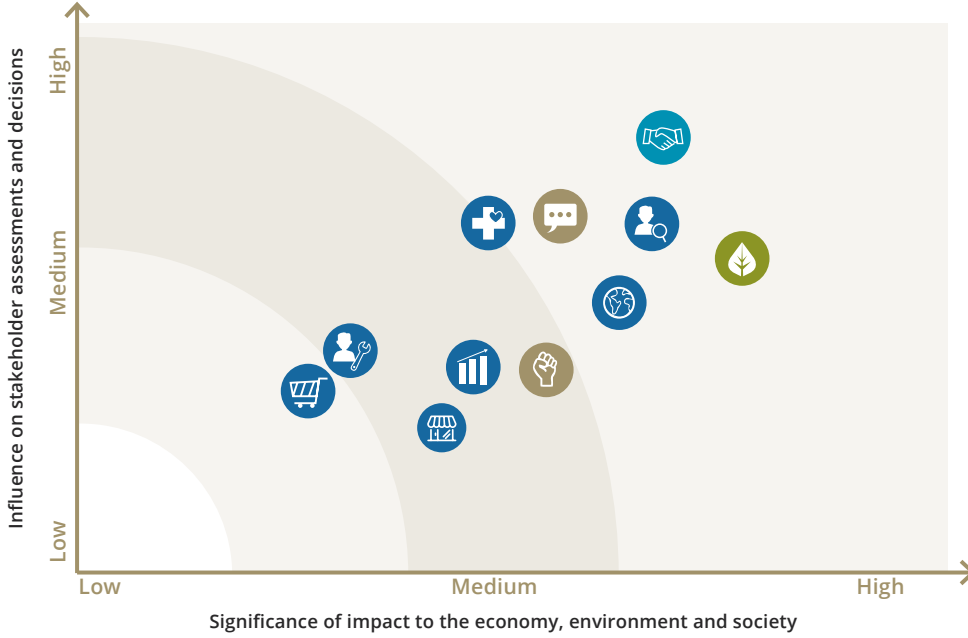 Influence on stakeholder assessments and decisions
High
Medium
Low
Low
Medium
High
Significance of impact to the economy, environment and society